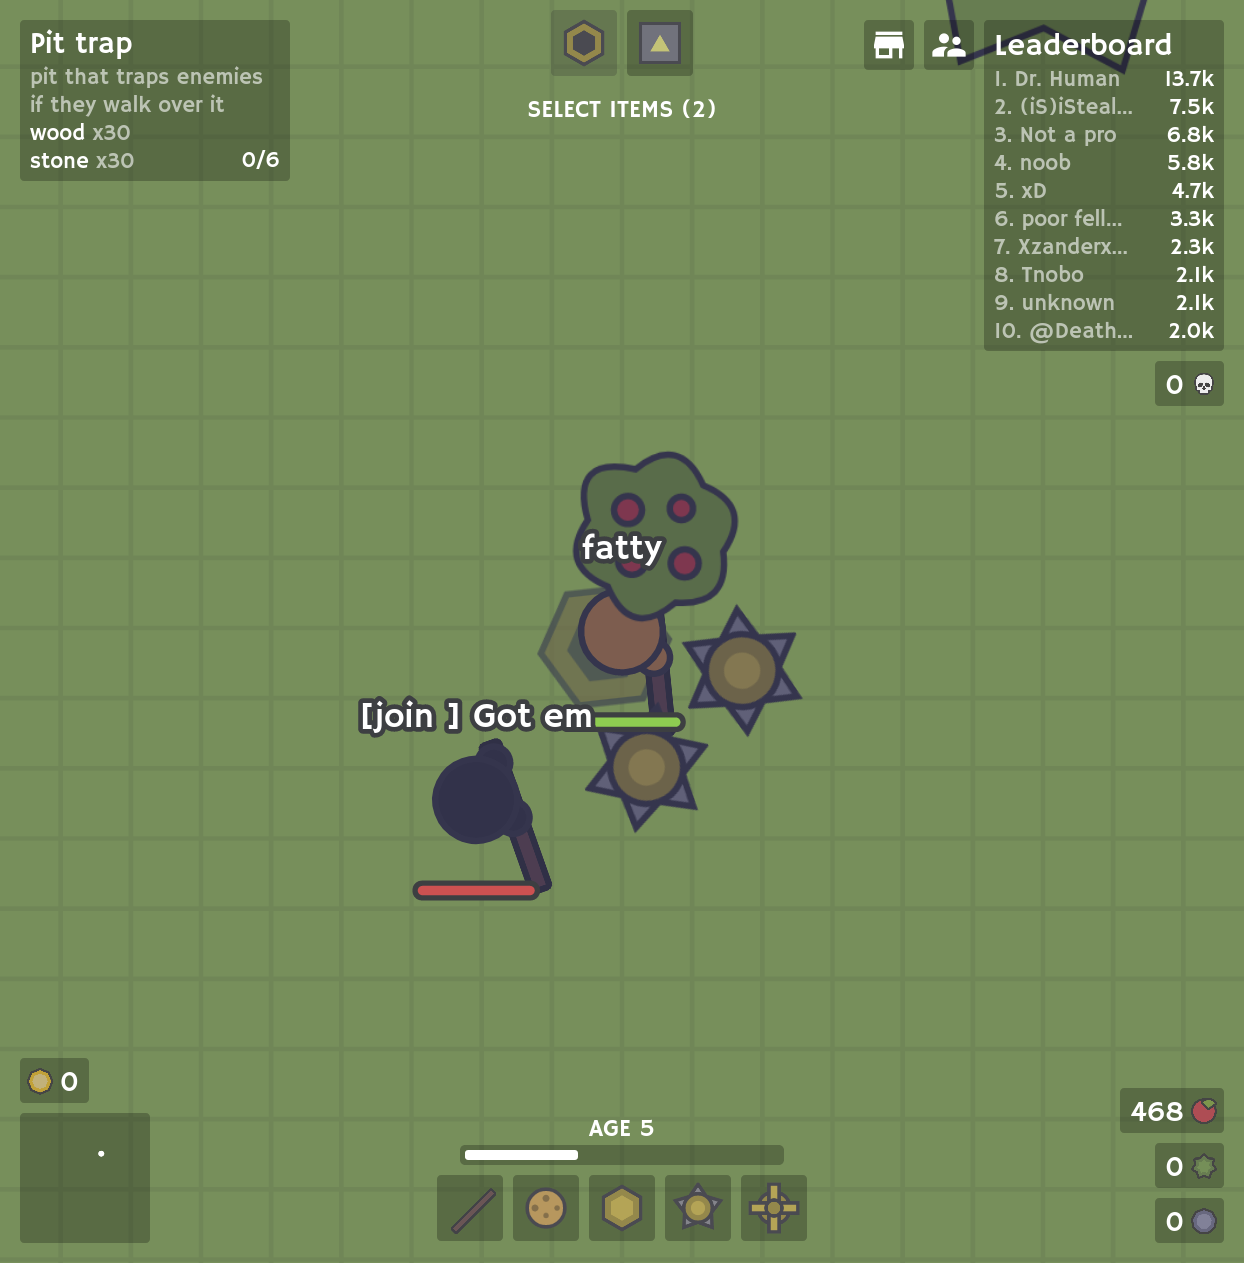 Pit trap
pit that traps enemies
if they walk over it
wood x30
stone x30 0/6
SELECT ITEMS (2)
Leaderboard
1. Dr. Human 13.7k
2. (iS)iSteal... 7.5k
3. Not a pro 6.8k
4. noob 5.8k
5. xD 4.7k
6. poor fell... 3.3k
7. Xzanderx... 2.3k
8. Tnobo 2.1k
9. unknown 2.1k
10. @Death... 2.0k
0
fatty
[join ] Got em
0
AGE 5
468
0
0